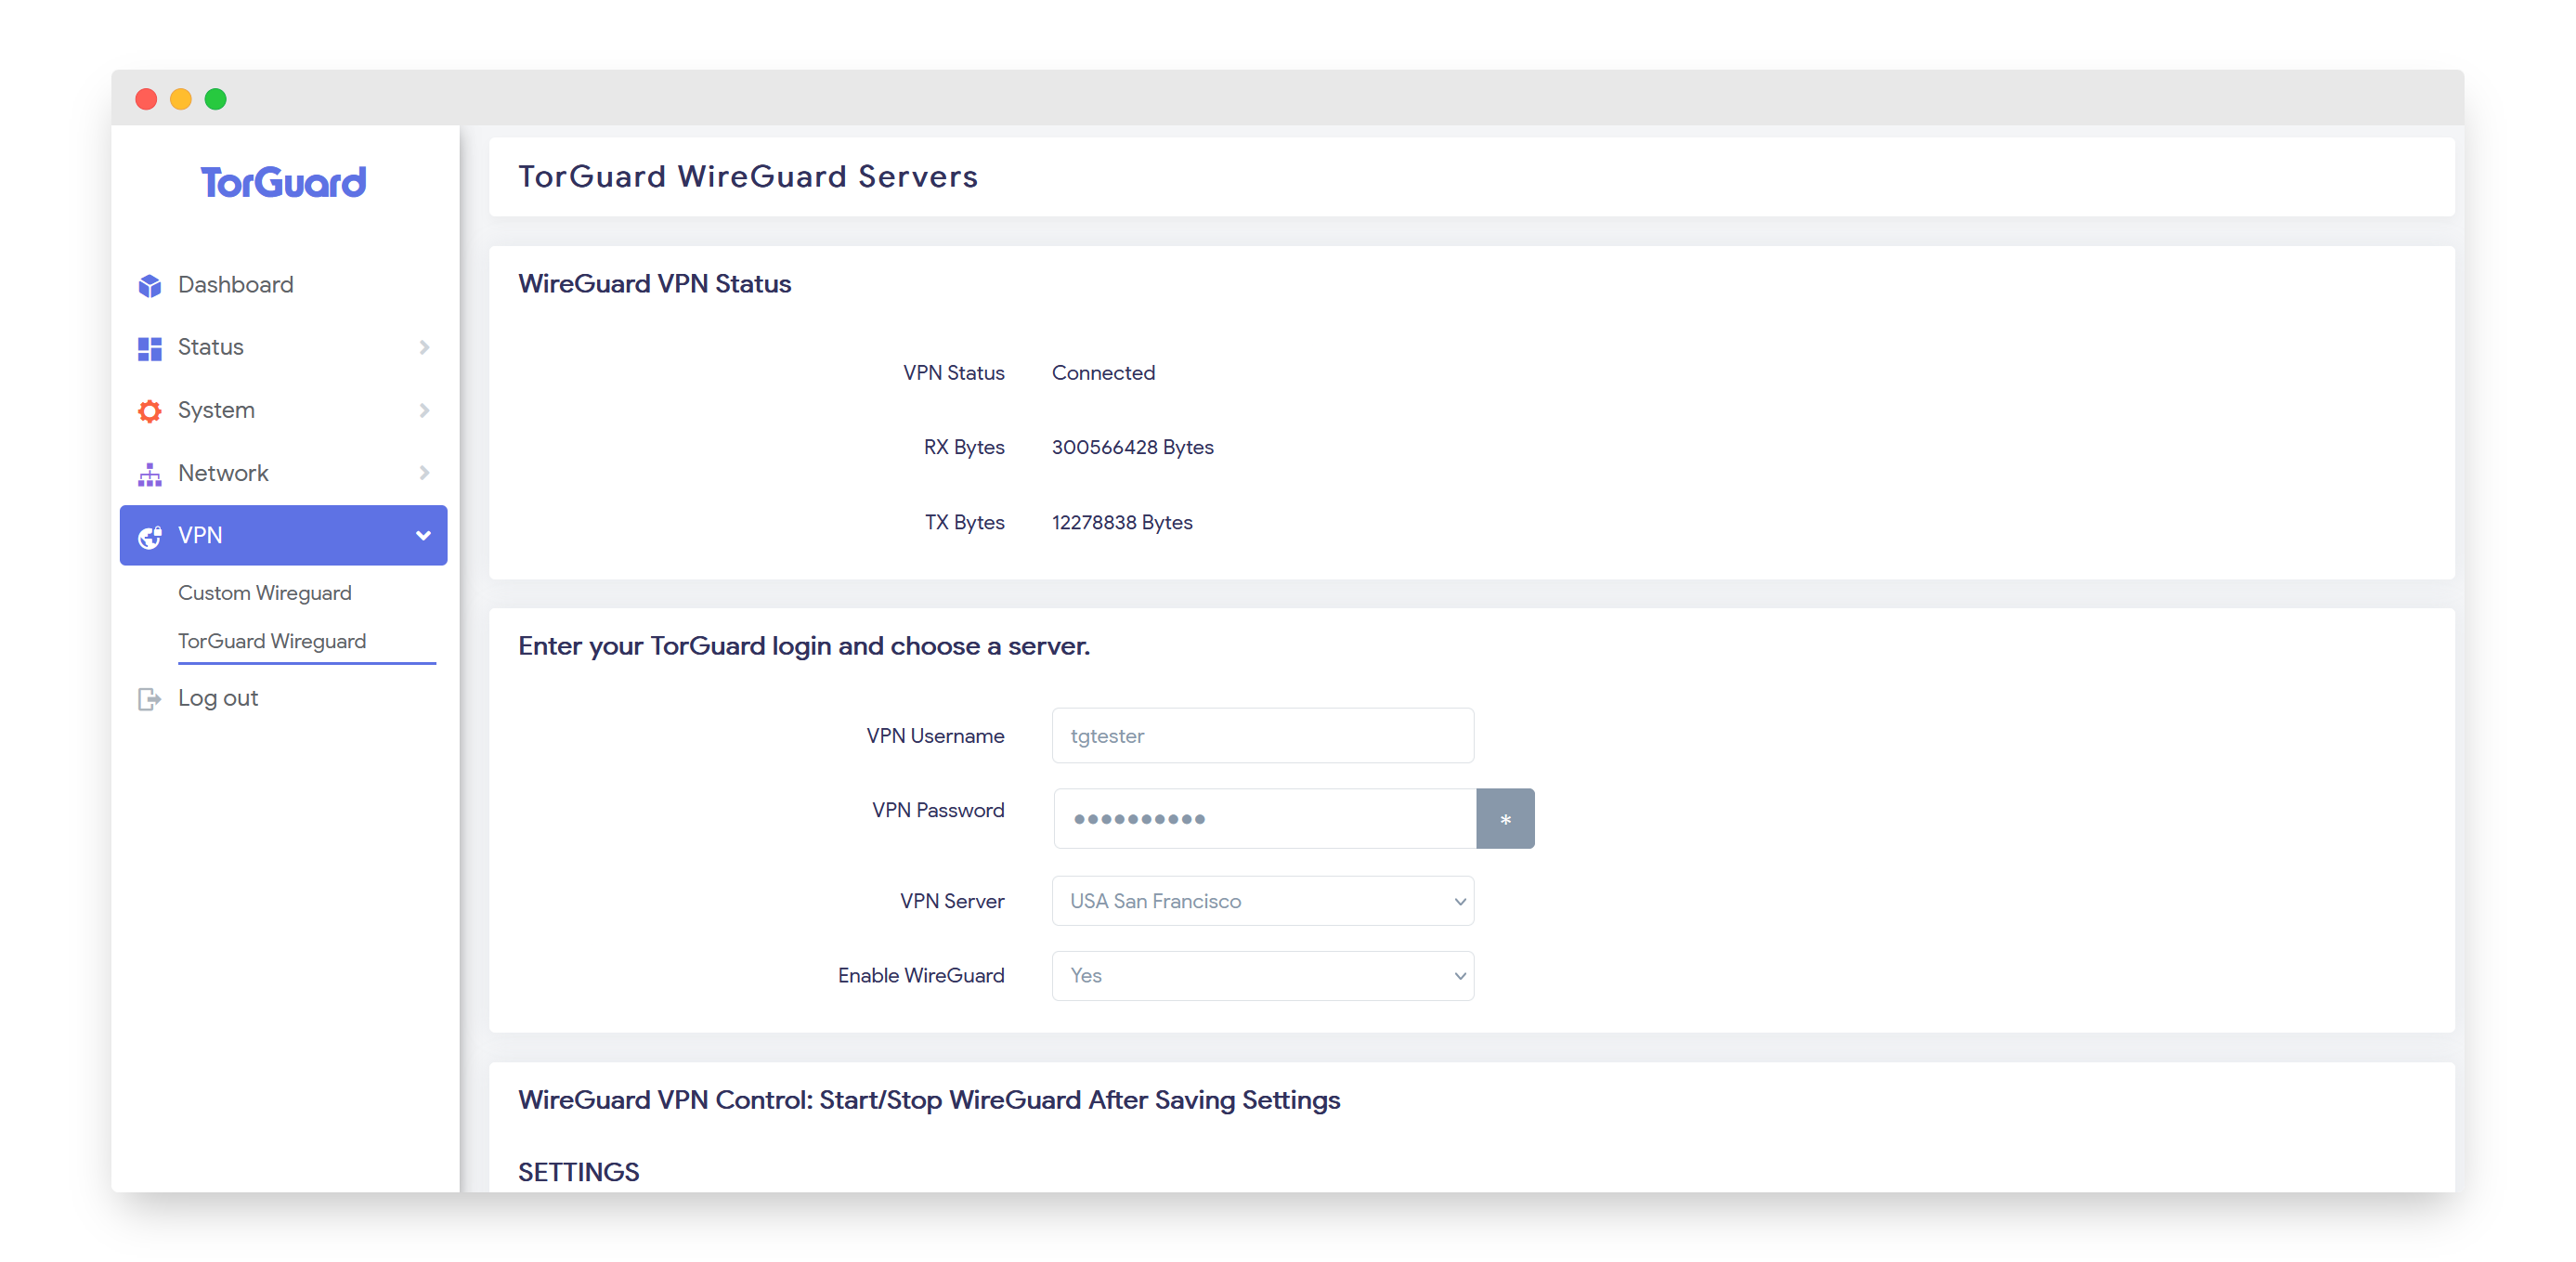 TorGuard
Dashboard
Status
System
Network
VPN
Custom Wireguard
TorGuard Wireguard
Log out
TorGuard WireGuard Servers
WireGuard VPN Status
VPN Status Connected
RX Bytes 300566428 Bytes
TX Bytes 12278838 Bytes
Enter your TorGuard login and choose a server.
VPN Username tgtester
VPN Password •••••••••• *
VPN Server USA San Francisco
Enable WireGuard Yes
WireGuard VPN Control: Start/Stop WireGuard After Saving Settings
SETTINGS